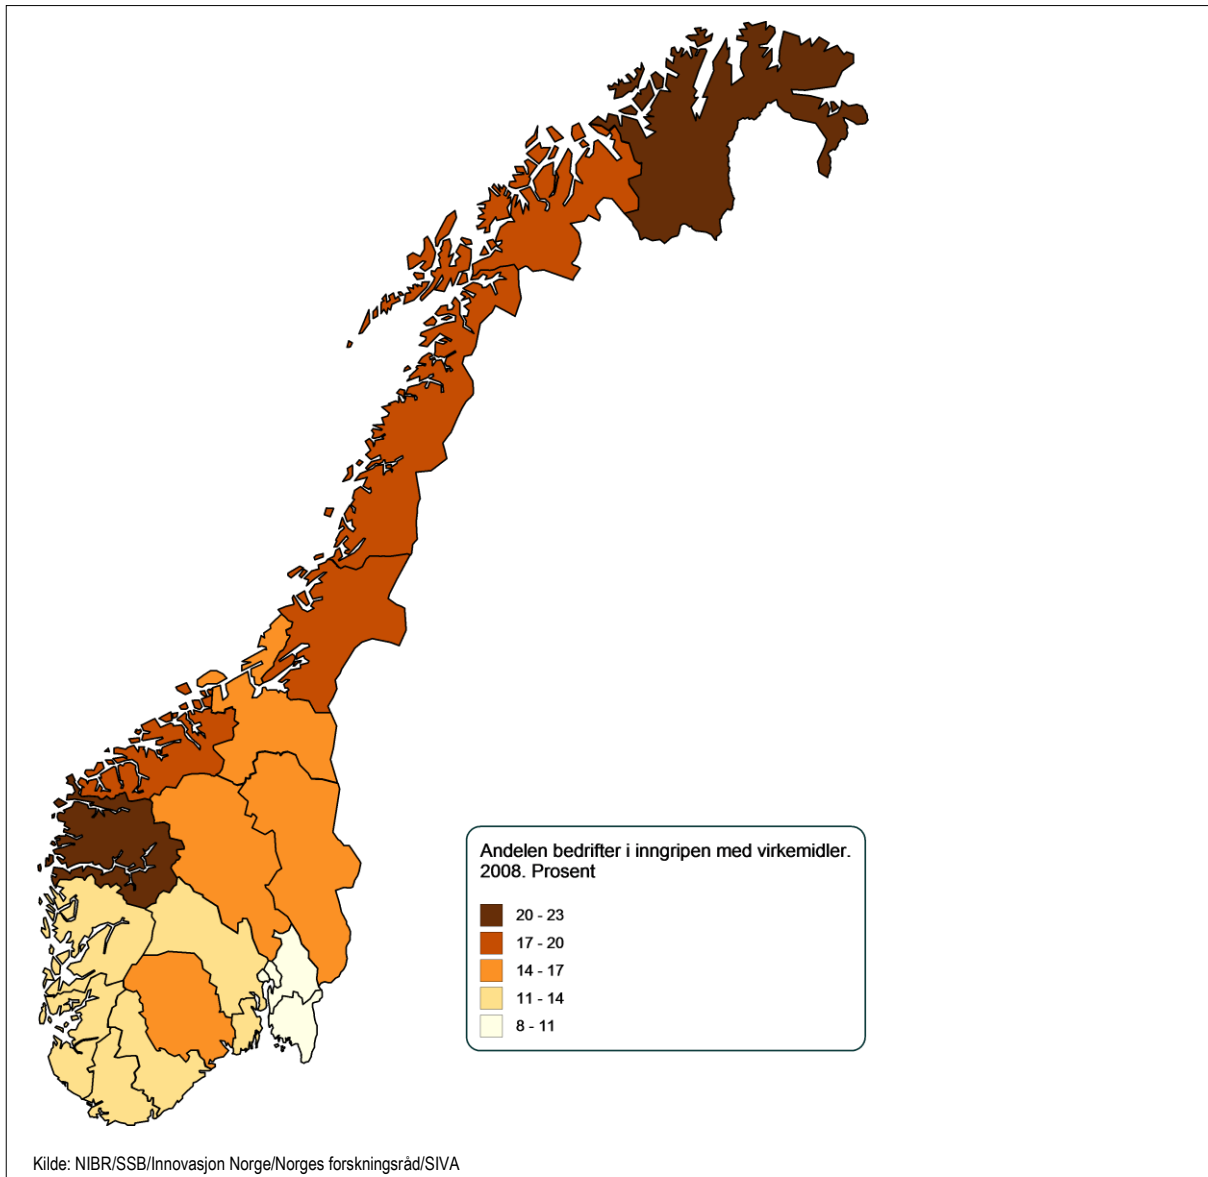 Andelen bedrifter i inngripen med virkemidler.
2008. Prosent
20 - 23
17 - 20
14 - 17
11 - 14
8 - 11
Kilde: NIBR/SSB/Innovasjon Norge/Norges forskningsråd/SIVA